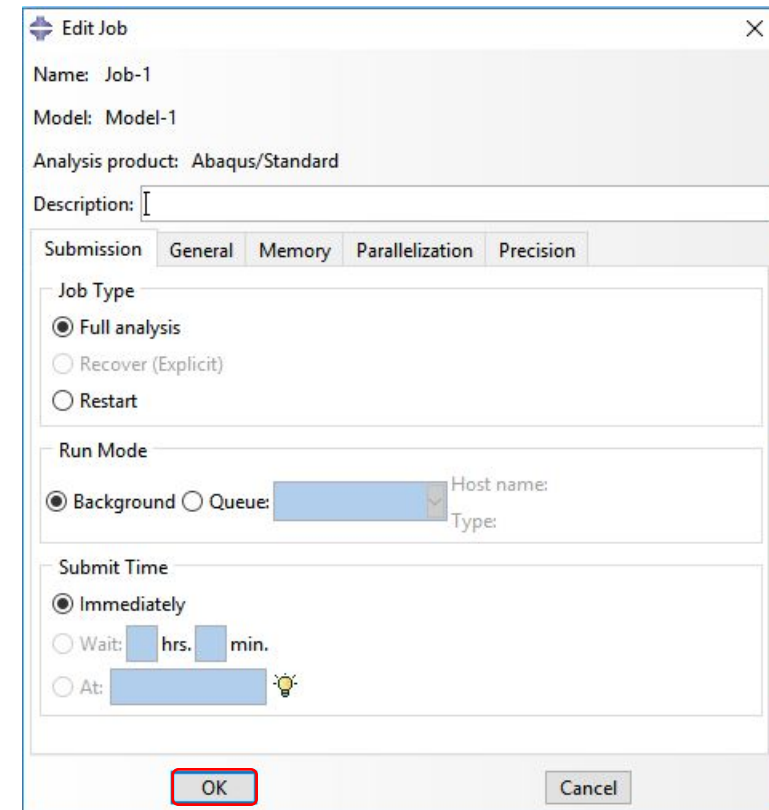 Edit Job
Name: Job-1
Model: Model-1
Analysis product: Abaqus/Standard
Description:
Submission General Memory Parallelization Precision
Job Type
Full analysis
Recover (Explicit)
Restart
Run Mode
Background Queue: Host name:
Type:
Submit Time
Immediately
Wait: hrs. min.
At:
OK Cancel